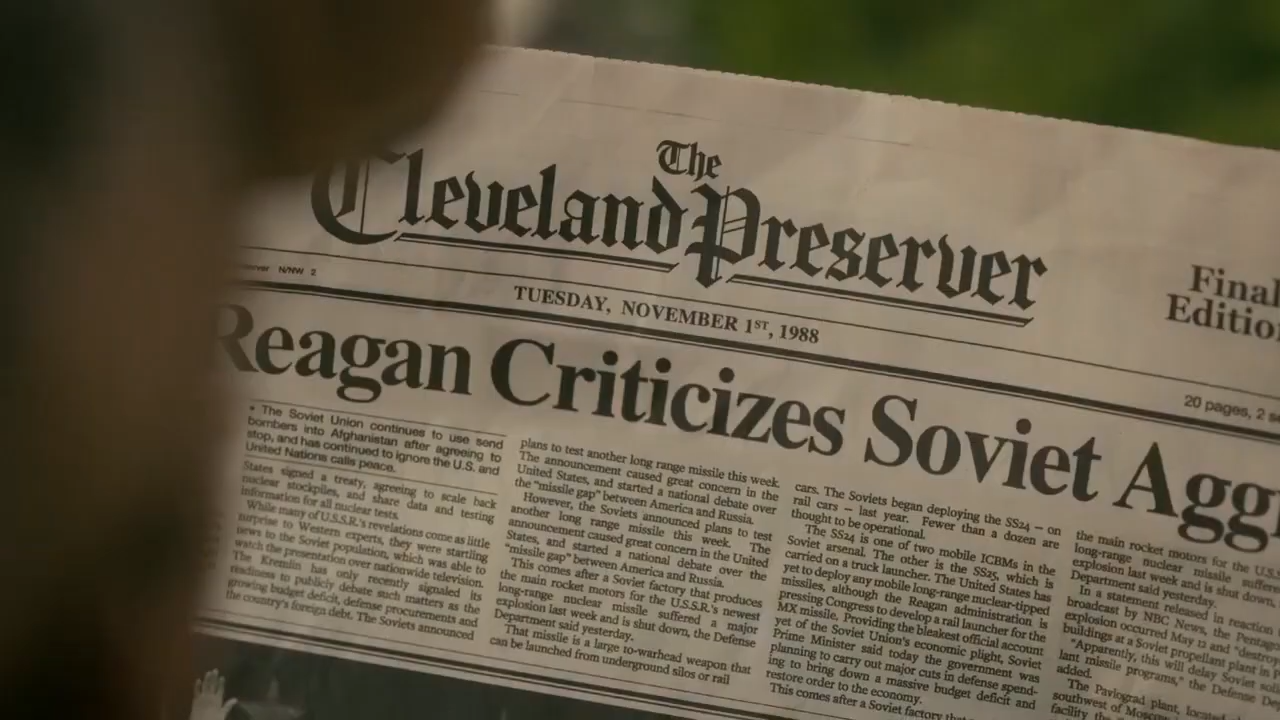 The
Cleveland Preserver
N/NW 2
Final
Editio
TUESDAY, NOVEMBER 1ST, 1988
20 pages, 2 s
Reagan Criticizes Soviet Agg
• The Soviet Union continues to use send
bombers into Afghanistan after agreeing to
stop, and has continued to ignore the U.S. and
United Nations calls peace.
States signed a treaty, agreeing to scale back
nuclear stockpiles, and share data and testing
information for all nuclear tests.
While many of U.S.S.R.'s revelations come as little
surprise to Western experts, they were startling
news to the Soviet population, which was able to
watch the presentation over nationwide television.
The Kremlin has only recently signaled its
readiness to publicly debate such matters as the
growing budget deficit, defense procurements and
the country's foreign debt. The Soviets announced
plans to test another long range missile this week.
The announcement caused great concern in the
United States, and started a national debate over
the "missile gap" between America and Russia.
However, the Soviets announced plans to test
another long range missile this week. The
announcement caused great concern in the United
States, and started a national debate over the
"missile gap" between America and Russia.
This comes after a Soviet factory that produces
the main rocket motors for the U.S.S.R.'s newest
long-range nuclear missile suffered a major
explosion last week and is shut down, the Defense
Department said yesterday.
That missile is a large to-warhead weapon that
can be launched from underground silos or rail
cars. The Soviets began deploying the SS24 – on
rail cars – last year. Fewer than a dozen are
thought to be operational.
The SS24 is one of two mobile ICBMs in the
Soviet arsenal. The other is the SS25, which is
carried on a truck launcher. The United States has
yet to deploy any mobile long-range nuclear-tipped
missiles, although the Reagan administration is
pressing Congress to develop a rail launcher for the
MX missile. Providing the bleakest official account
yet of the Soviet Union's economic plight, Soviet
Prime Minister said today the government was
planning to carry out major cuts in defense spend-
ing to bring down a massive budget deficit and
restore order to the economy.
This comes after a Soviet factory that
the main rocket motors for the U.S.S
long-range nuclear missile suffere
explosion last week and is shut down,
Department said yesterday.
In a statement released in reaction
broadcast by NBC News, the Pentag
explosion occurred May 12 and "destroy
buildings at a Soviet propellant plant in P
"Apparently, this will delay Soviet sol
lant missile programs," the Defense De
added.
The Pavlograd plant, locate
southwest of Mosc
facility